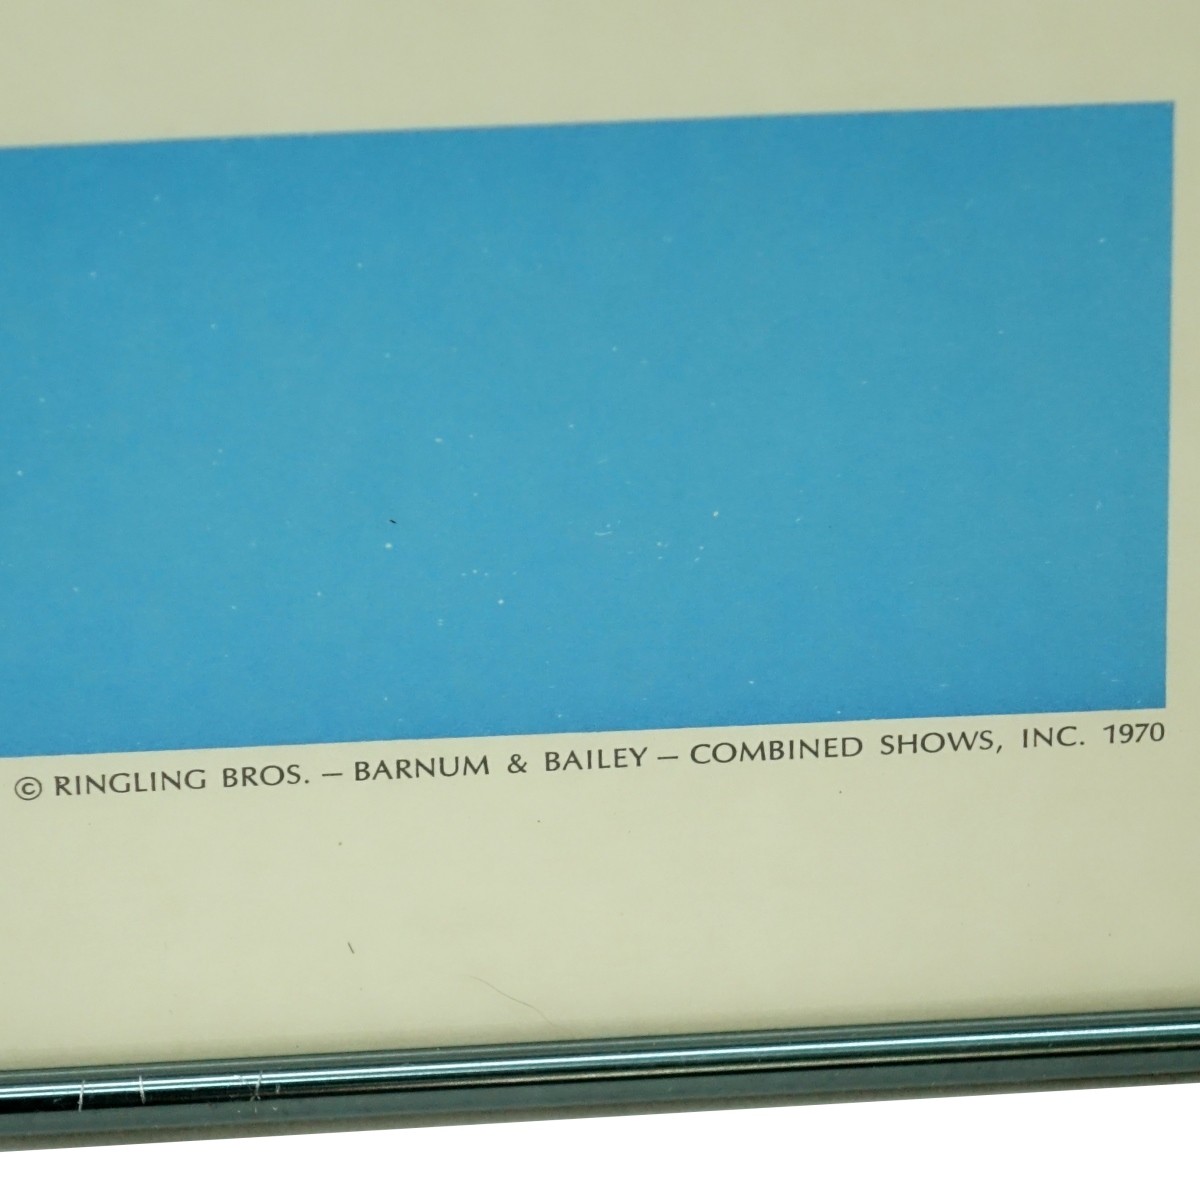 © RINGLING BROS. — BARNUM & BAILEY — COMBINED SHOWS, INC. 1970